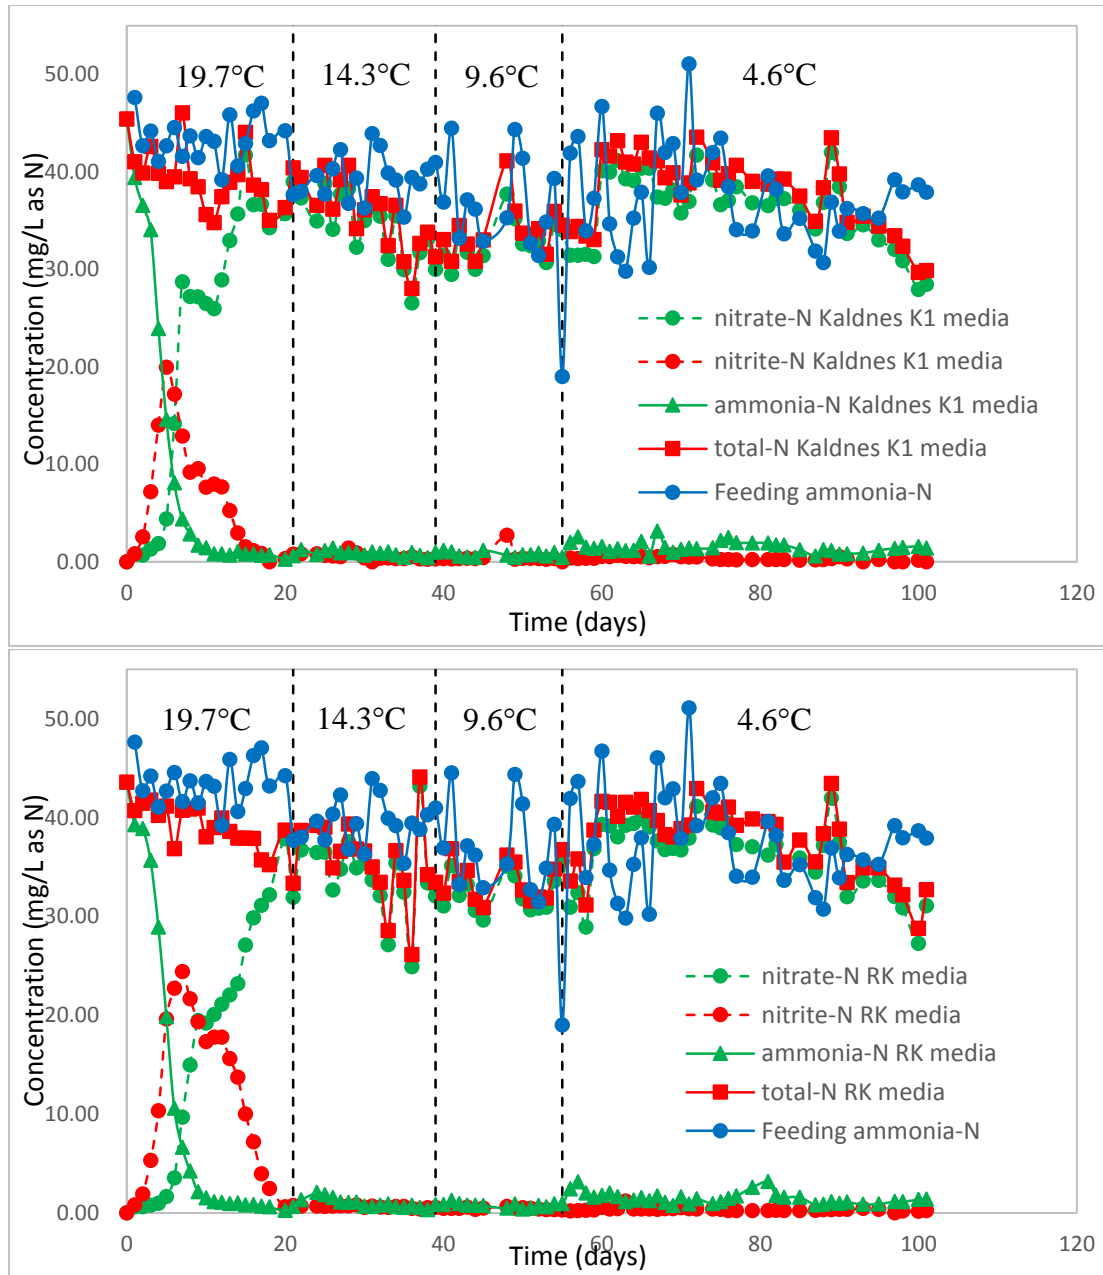 50.00
40.00
30.00
20.00
10.00
0.00
Concentration (mg/L as N)
19.7°C 14.3°C 9.6°C 4.6°C
nitrate-N Kaldnes K1 media
nitrite-N Kaldnes K1 media
ammonia-N Kaldnes K1 media
total-N Kaldnes K1 media
Feeding ammonia-N
0 20 40 60 80 100 120
Time (days)
50.00
40.00
30.00
20.00
10.00
0.00
Concentration (mg/L as N)
19.7°C 14.3°C 9.6°C 4.6°C
nitrate-N RK media
nitrite-N RK media
ammonia-N RK media
total-N RK media
Feeding ammonia-N
0 20 40 60 80 100 120
Time (days)